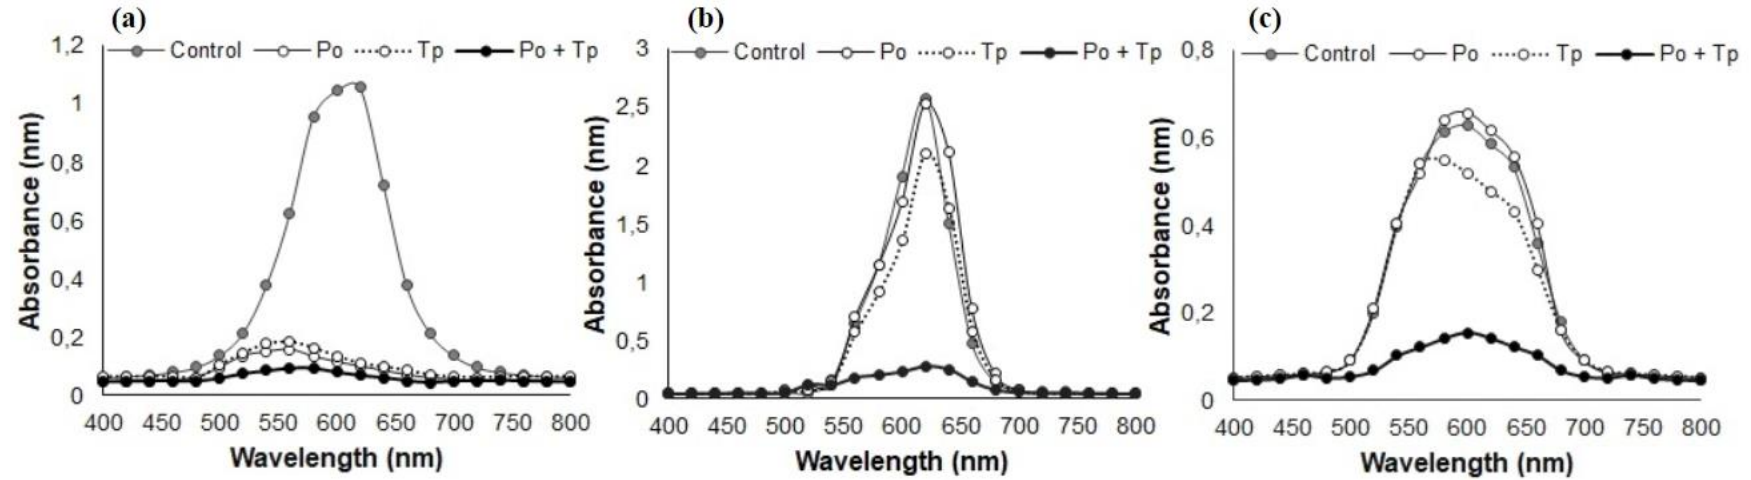 (a)
Control Po Tp Po + Tp
1,2
1
0,8
0,6
0,4
0,2
0
Absorbance (nm)
400 450 500 550 600 650 700 750 800
Wavelength (nm)
(b)
Control Po Tp Po + Tp
3
2,5
2
1,5
1
0,5
0
Absorbance (nm)
400 450 500 550 600 650 700 750 800
Wavelength (nm)
(c)
Control Po Tp Po + Tp
0,8
0,6
0,4
0,2
0
Absorbance (nm)
400 450 500 550 600 650 700 750 800
Wavelength (nm)